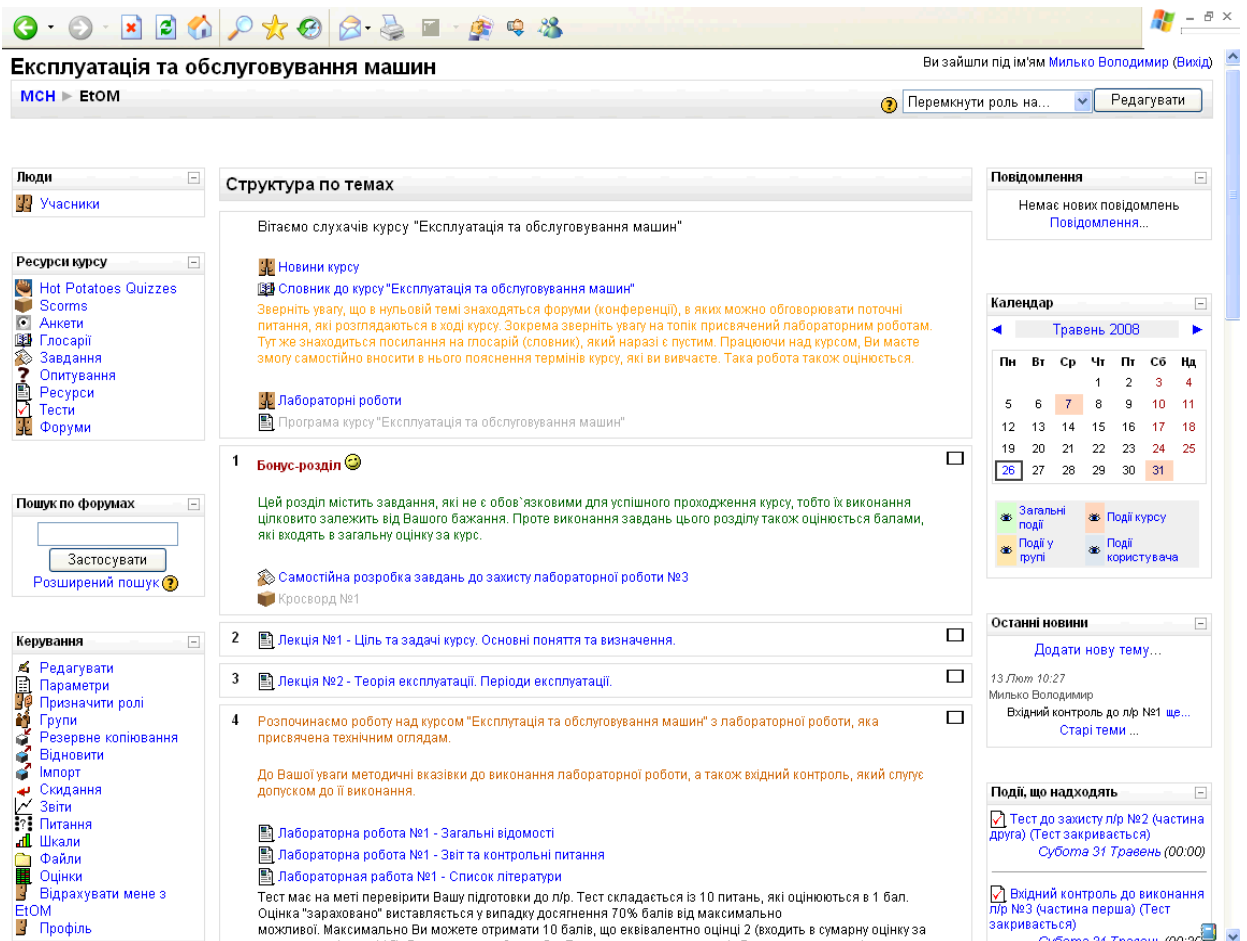 Експлуатація та обслуговування машин
Ви зайшли під ім'ям Милько Володимир (Вихід)
МСН ► EtOM
Перемкнути роль на...
Редагувати
Люди
Учасники
Ресурси курсу
Hot Potatoes Quizzes
Scorms
Анкети
Глосарії
Завдання
Опитування
Ресурси
Тести
Форуми
Пошук по форумах
Застосувати
Розширений пошук
Керування
Редагувати
Параметри
Призначити ролі
Групи
Резервне копіювання
Відновити
Імпорт
Скидання
Звіти
Питання
Шкали
Файли
Оцінки
Відрахувати мене з
EtOM
Профіль
Структура по темах
Вітаємо слухачів курсу "Експлуатація та обслуговування машин"
Новини курсу
Словник до курсу "Експлуатація та обслуговування машин"
Зверніть увагу, що в нульовій темі знаходяться форуми (конференції), в яких можно обговорювати поточні
питання, які розглядаються в ході курсу. Зокрема зверніть увагу на топік присвячений лабораторним роботам.
Тут же знаходиться посилання на глосарій (словник), який наразі є пустим. Працюючи над курсом, Ви маєте
змогу самостійно вносити в нього пояснення термінів курсу, які ви вивчаєте. Така робота також оцінюється.
Лабораторні роботи
Програма курсу "Експлуатація та обслуговування машин"
1 Бонус-розділ
Цей розділ містить завдання, які не є обов`язковими для успішного проходження курсу, тобто їх виконання
цілковито залежить від Вашого бажання. Проте виконання завдань цього розділу також оцінюється балами,
які входять в загальну оцінку за курс.
Самостійна розробка завдань до захисту лабораторної роботи №3
Кросворд №1
2 Лекція №1 - Ціль та задачі курсу. Основні поняття та визначення.
3 Лекція №2 - Теорія експлуатації. Періоди експлуатації.
4 Розпочинаємо роботу над курсом "Експлутація та обслуговування машин" з лабораторної роботи, яка
присвячена технічним оглядам.
До Вашої уваги методичні вказівки до виконання лабораторної роботи, а також вхідний контроль, який слугує
допуском до її виконання.
Лабораторна робота №1 - Загальні відомості
Лабораторна робота №1 - Звіт та контрольні питання
Лабораторная работа №1 - Список літератури
Тест має на меті перевірити Вашу підготовки до л/р. Тест складається із 10 питань, які оцінюються в 1 бал.
Оцінка "зараховано" виставляється у випадку досягнення 70% балів від максимально
можливої. Максимально Ви можете отримати 10 балів, що еквівалентно оцінці 2 (входить в сумарну оцінку за
Повідомлення
Немає нових повідомлень
Повідомлення...
Календар
◄ Травень 2008 ►
Пн Вт Ср Чт Пт Сб Нд
1 2 3 4
5 6 7 8 9 10 11
12 13 14 15 16 17 18
19 20 21 22 23 24 25
26 27 28 29 30 31
Загальні події
Події курсу
Події у групі
Події користувача
Останні новини
Додати нову тему...
13 Лют 10:27
Милько Володимир
Вхідний контроль до л/р №1 ще...
Старі теми ...
Події, що надходять
Тест до захисту л/р №2 (частина
друга) (Тест закривається)
Субота 31 Травень (00:00)
Вхідний контроль до виконання
л/р №3 (частина перша) (Тест
закривається)